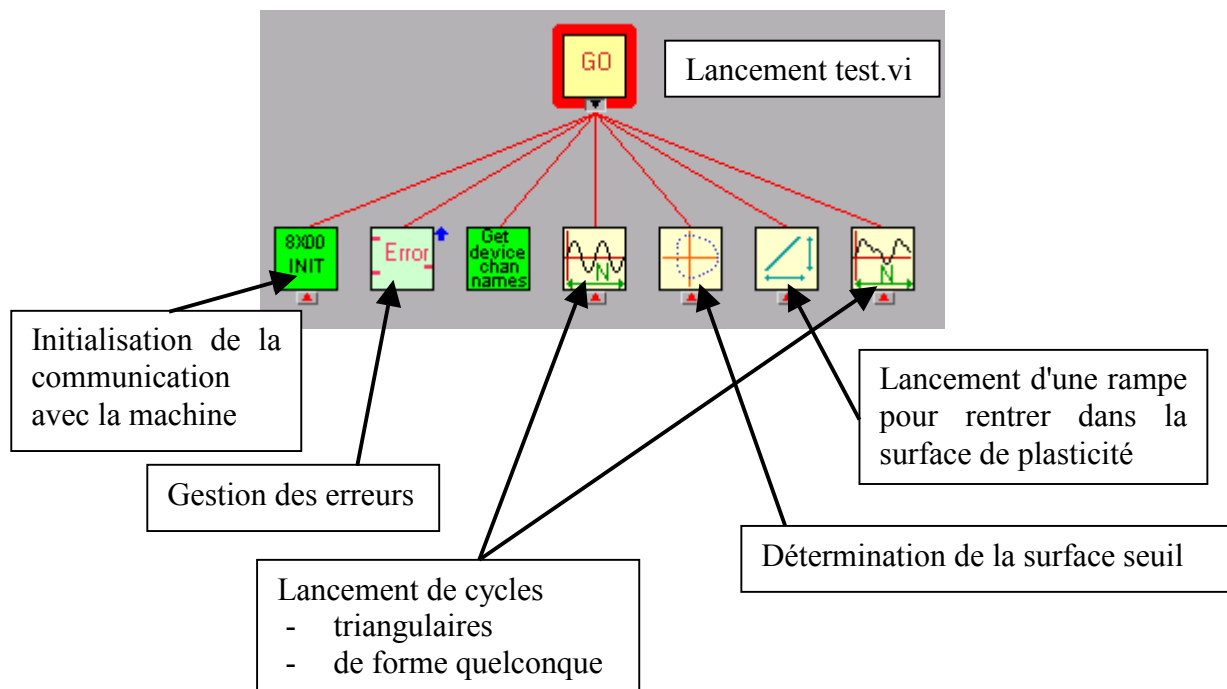 GO
Lancement test.vi
8X00
INIT
Error
Get
device
chan
names
N
N
Initialisation de la
communication
avec la machine
Lancement d'une rampe
pour rentrer dans la
surface de plasticité
Gestion des erreurs
Détermination de la surface seuil
Lancement de cycles
- triangulaires
- de forme quelconque